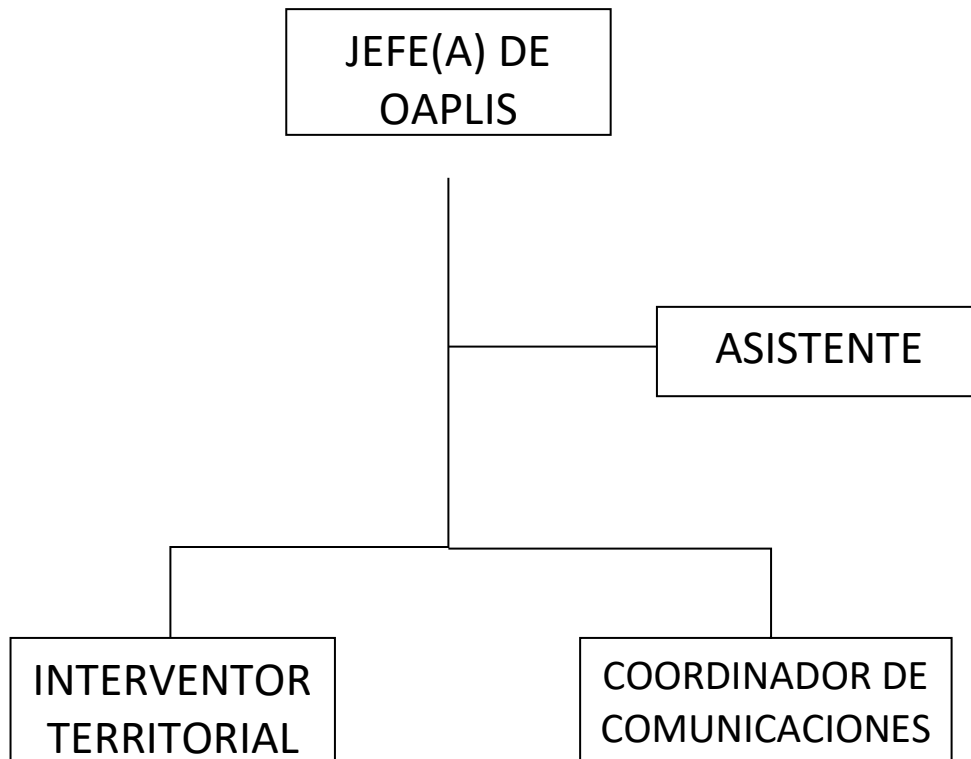 JEFE(A) DE
OAPLIS
ASISTENTE
INTERVENTOR
TERRITORIAL
COORDINADOR DE
COMUNICACIONES